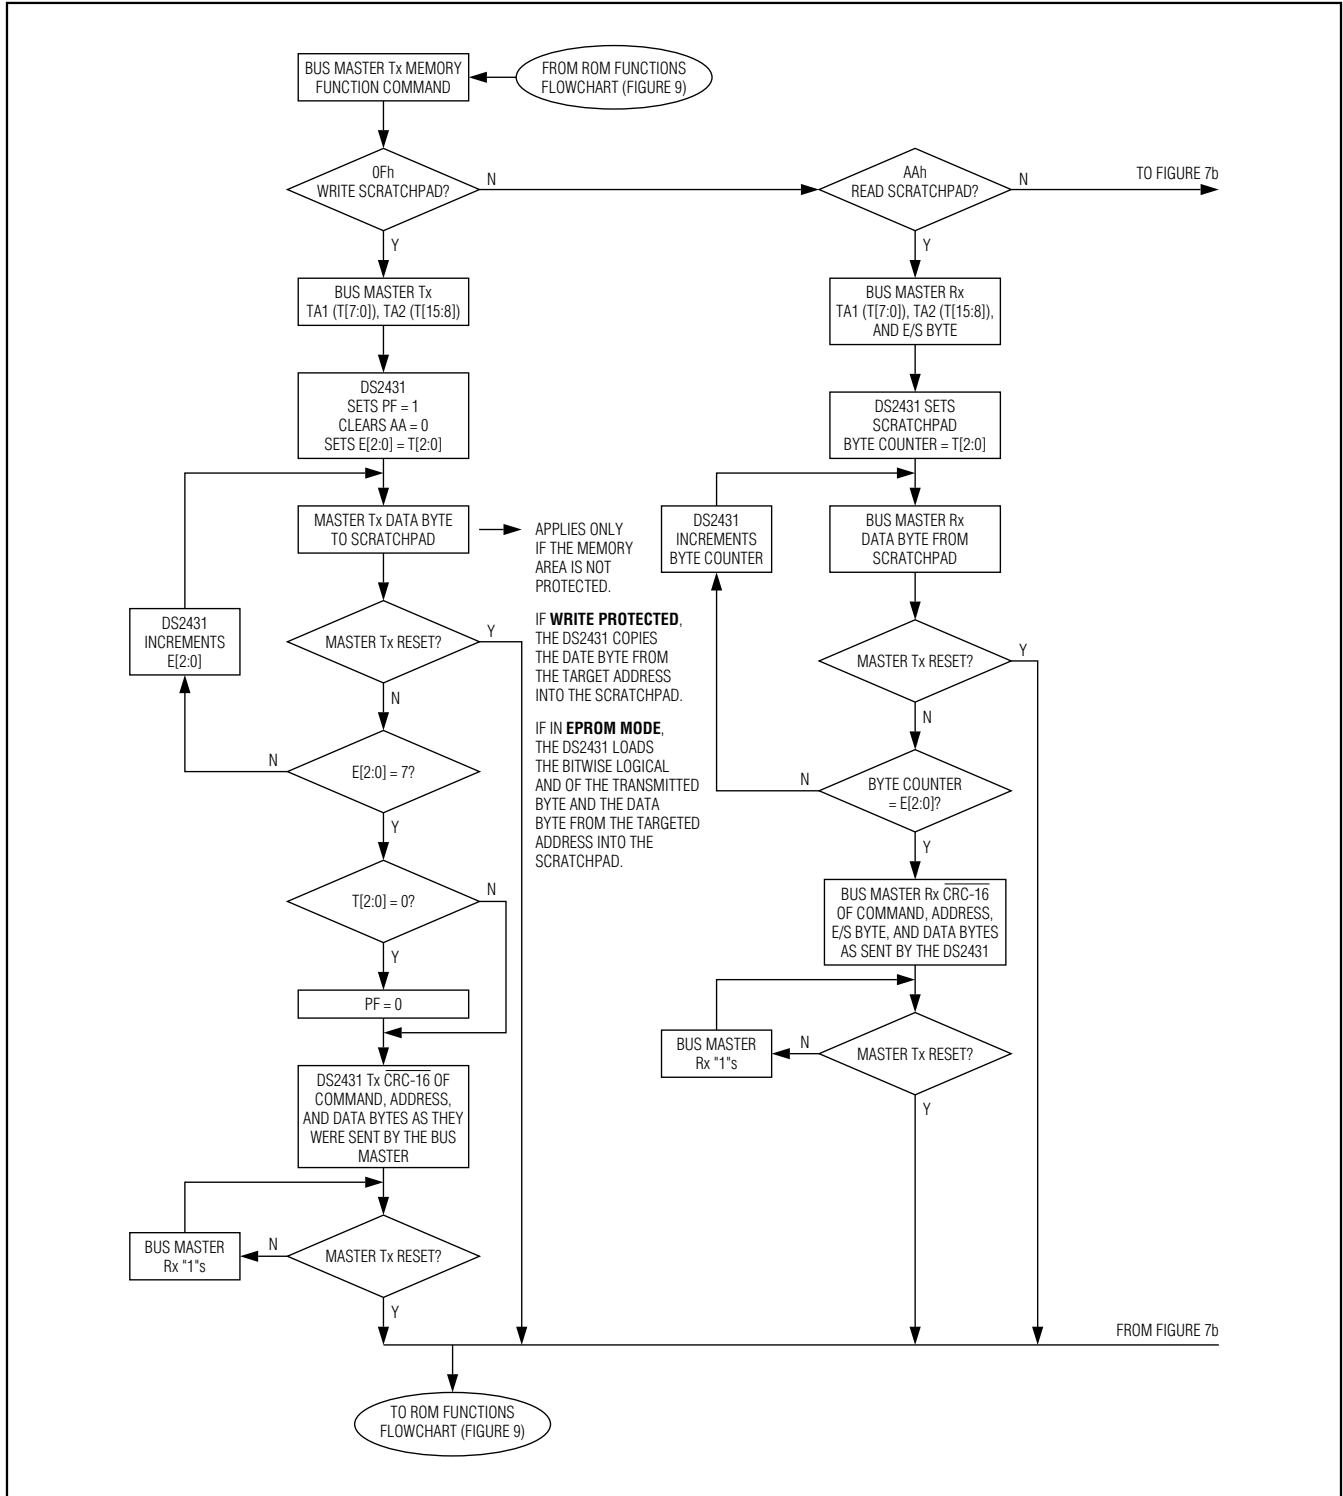 BUS MASTER Tx MEMORY
FUNCTION COMMAND
FROM ROM FUNCTIONS
FLOWCHART (FIGURE 9)
0Fh
WRITE SCRATCHPAD?
N
Y
AAh
READ SCRATCHPAD?
N
Y
TO FIGURE 7b
BUS MASTER Tx
TA1 (T[7:0]), TA2 (T[15:8])
DS2431
SETS PF = 1
CLEARS AA = 0
SETS E[2:0] = T[2:0]
MASTER Tx DATA BYTE
TO SCRATCHPAD
APPLIES ONLY
IF THE MEMORY
AREA IS NOT
PROTECTED.
IF WRITE PROTECTED,
THE DS2431 COPIES
THE DATE BYTE FROM
THE TARGET ADDRESS
INTO THE SCRATCHPAD.
IF IN EPROM MODE,
THE DS2431 LOADS
THE BITWISE LOGICAL
AND OF THE TRANSMITTED
BYTE AND THE DATA
BYTE FROM THE TARGETED
ADDRESS INTO THE
SCRATCHPAD.
DS2431
INCREMENTS
E[2:0]
MASTER Tx RESET?
Y
N
E[2:0] = 7?
N
Y
T[2:0] = 0?
N
Y
PF = 0
DS2431 Tx CRC-16 OF
COMMAND, ADDRESS,
AND DATA BYTES AS THEY
WERE SENT BY THE BUS
MASTER
BUS MASTER
Rx "1"s
N
MASTER Tx RESET?
Y
BUS MASTER Rx
TA1 (T[7:0]), TA2 (T[15:8]),
AND E/S BYTE
DS2431 SETS
SCRATCHPAD
BYTE COUNTER = T[2:0]
DS2431
INCREMENTS
BYTE COUNTER
BUS MASTER Rx
DATA BYTE FROM
SCRATCHPAD
MASTER Tx RESET?
Y
N
BYTE COUNTER
= E[2:0]?
N
Y
BUS MASTER Rx CRC-16
OF COMMAND, ADDRESS,
E/S BYTE, AND DATA BYTES
AS SENT BY THE DS2431
BUS MASTER
Rx "1"s
N
MASTER Tx RESET?
Y
FROM FIGURE 7b
TO ROM FUNCTIONS
FLOWCHART (FIGURE 9)